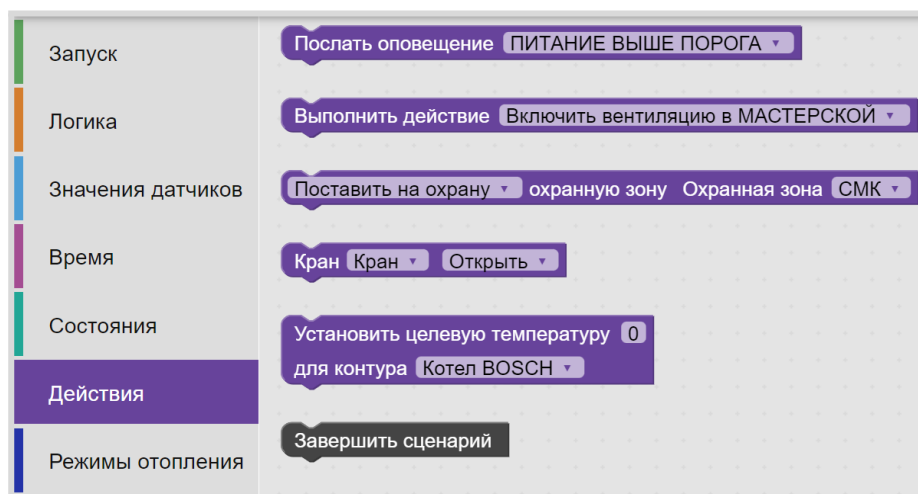 Запуск
Логика
Значения датчиков
Время
Состояния
Действия
Режимы отопления
Послать оповещение ПИТАНИЕ ВЫШЕ ПОРОГА
Выполнить действие Включить вентиляцию в МАСТЕРСКОЙ
Поставить на охрану охранную зону Охранная зона СМК
Кран Кран Открыть
Установить целевую температуру 0
для контура Котел BOSCH
Завершить сценарий